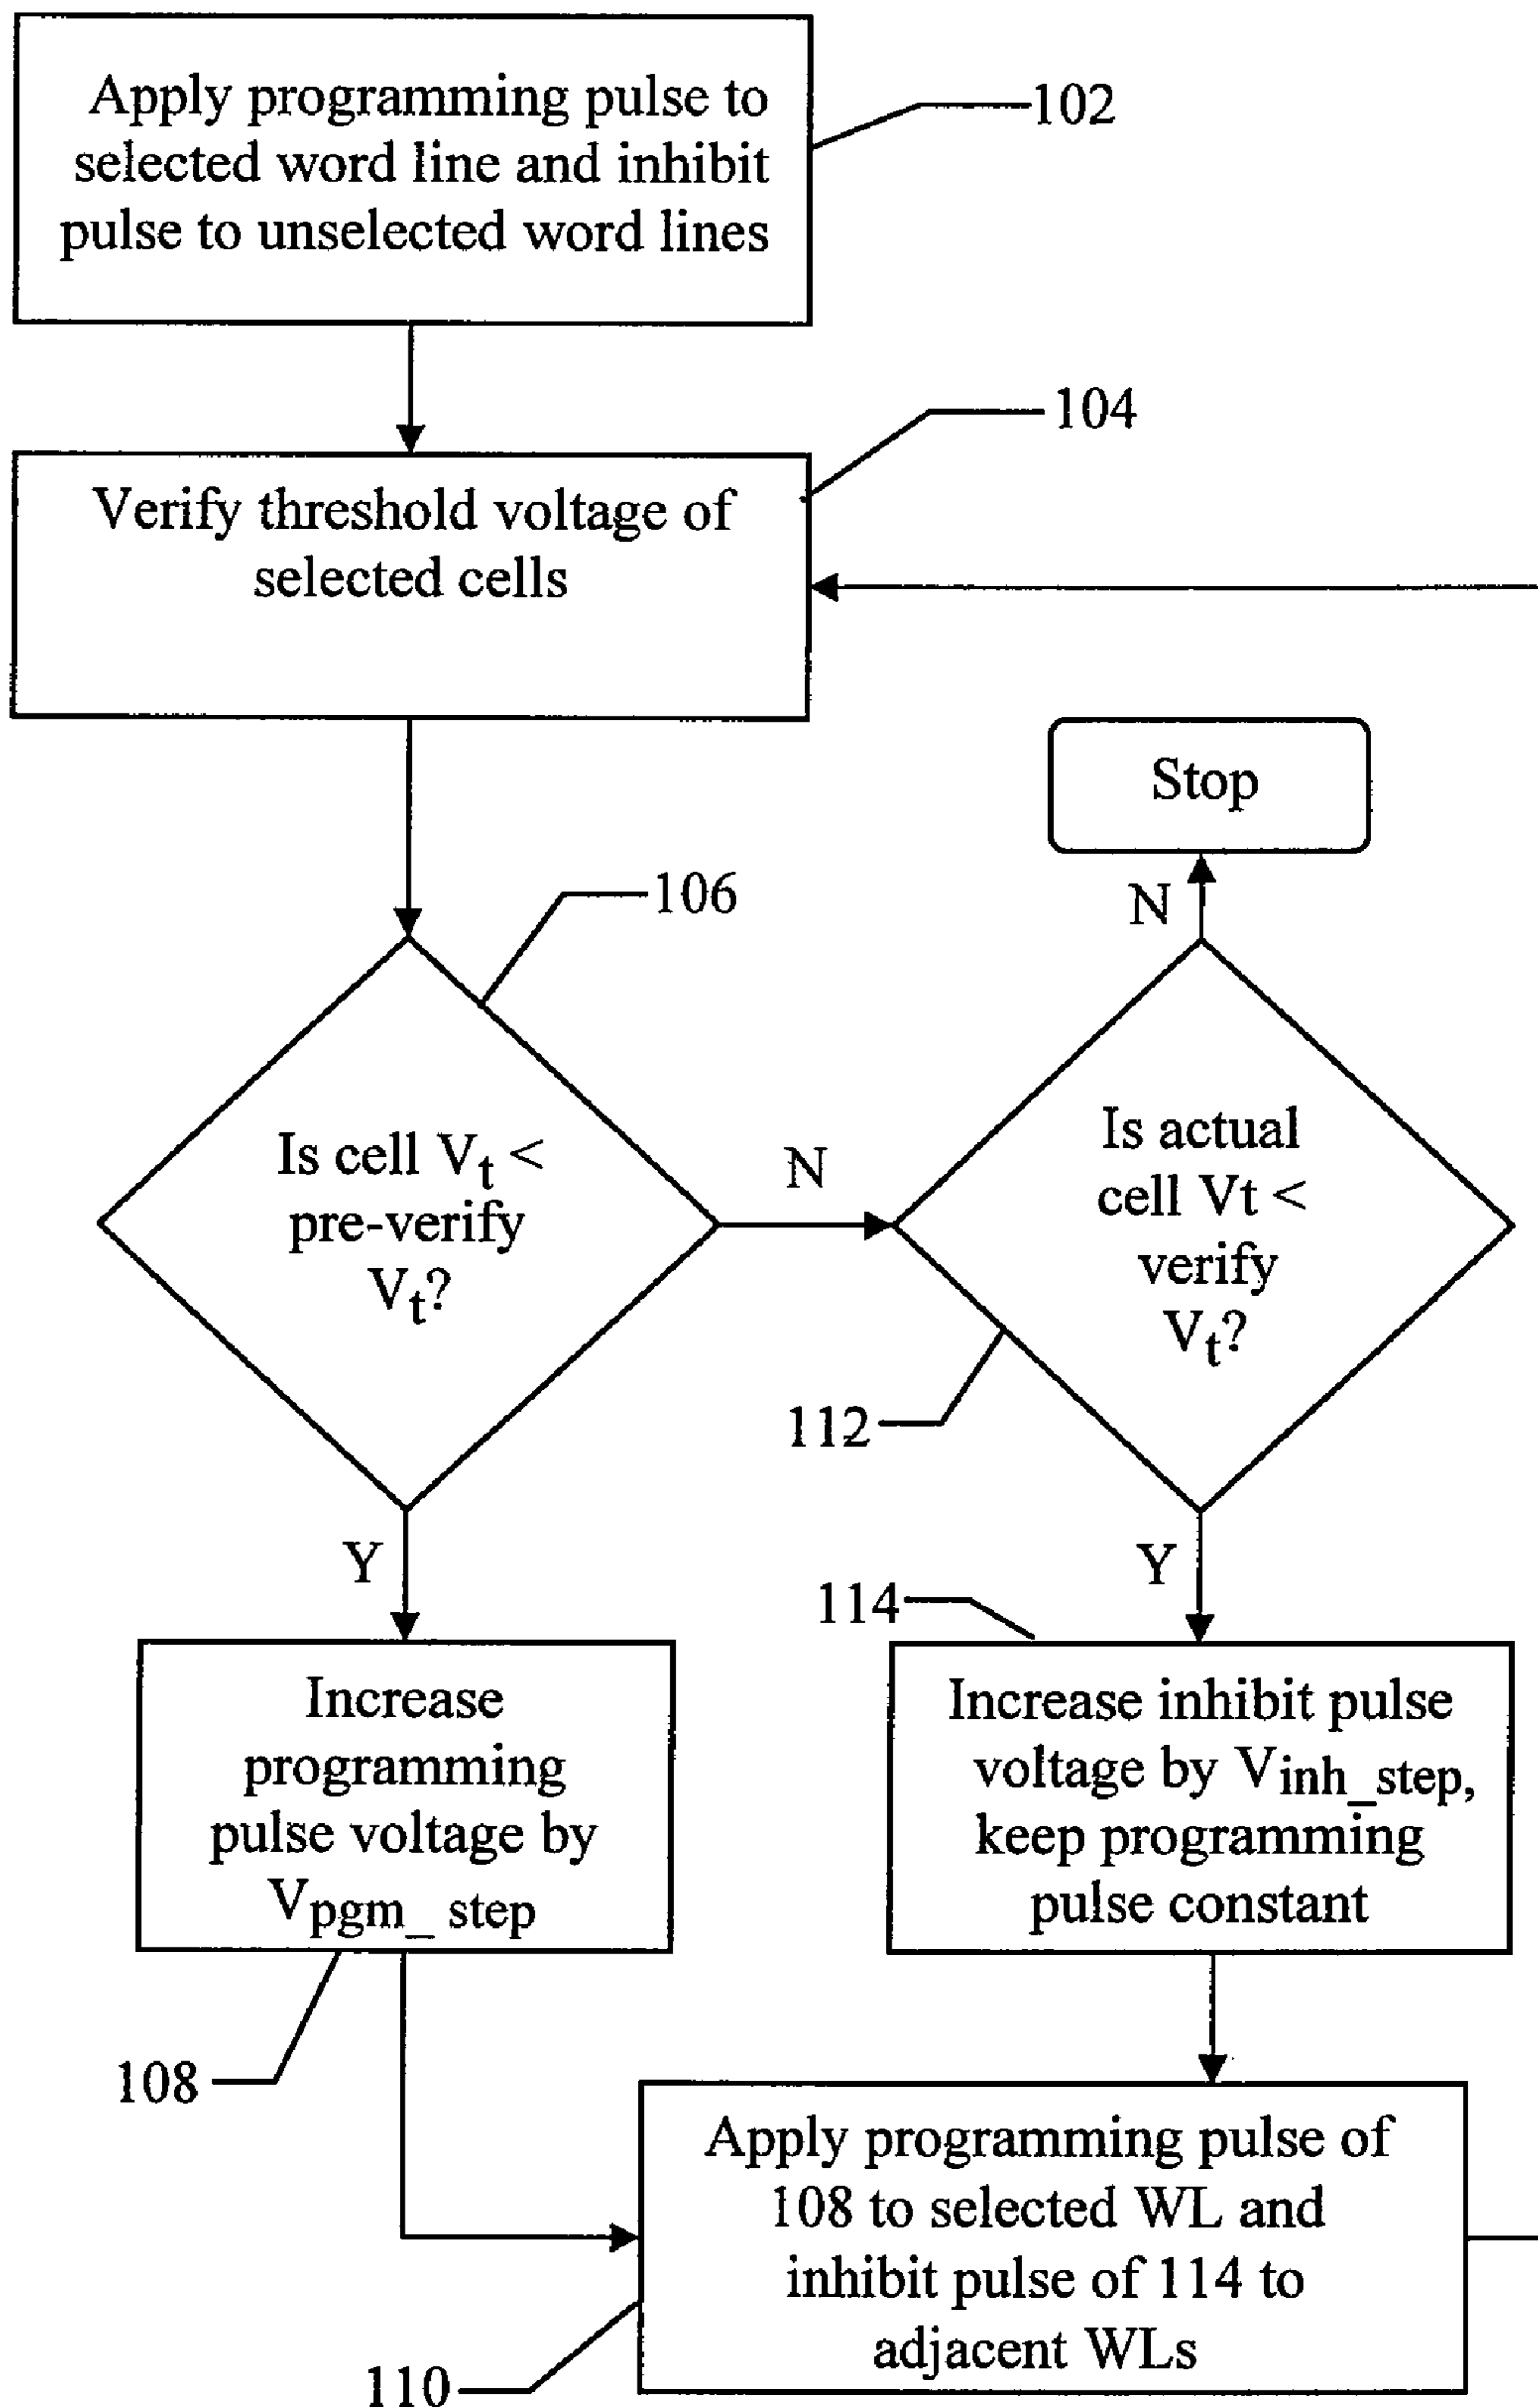 Apply programming pulse to
selected word line and inhibit
pulse to unselected word lines
102
104
Verify threshold voltage of
selected cells
Stop
N
106
Is cell Vt <
pre-verify
Vt?
N
Is actual
cell Vt <
verify
Vt?
112
Y
Y
114
Increase
programming
pulse voltage by
Vpgm_ step
Increase inhibit pulse
voltage by Vinh_step,
keep programming
pulse constant
108
Apply programming pulse of
108 to selected WL and
inhibit pulse of 114 to
adjacent WLs
110